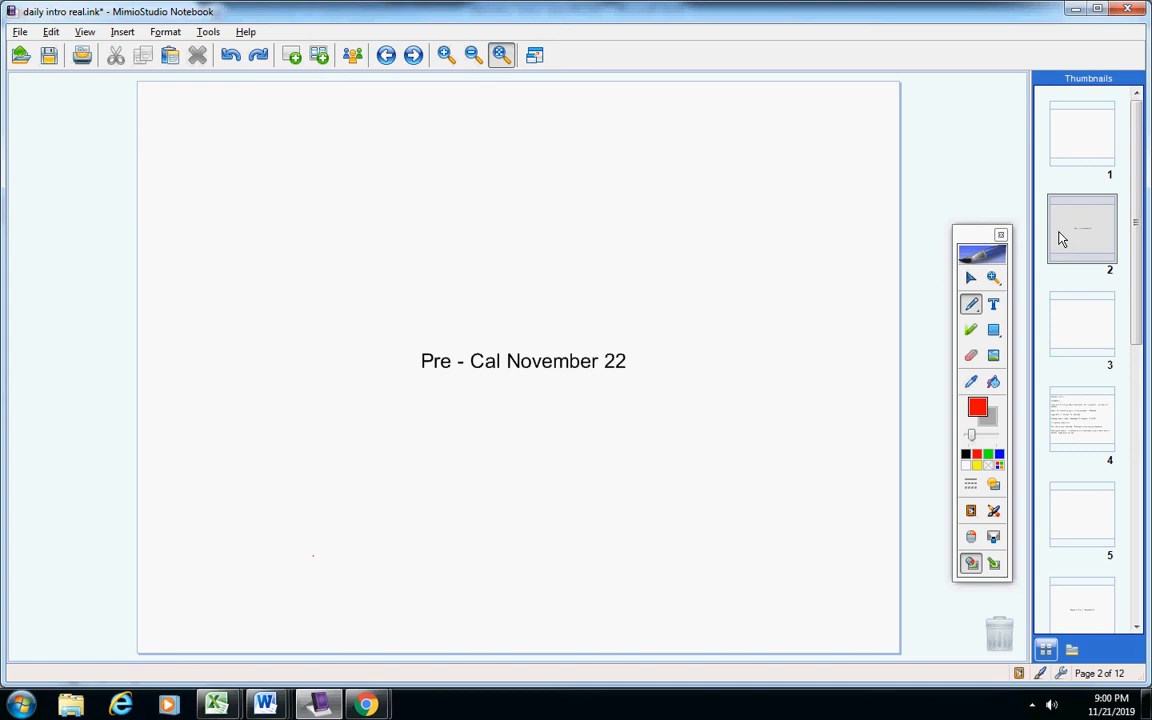 daily intro real.ink* - MimioStudio Notebook
File Edit View Insert Format Tools Help
Thumbnails
1
2
3
4
5
Pre - Cal November 22
Page 2 of 12
9:00 PM
11/21/2019